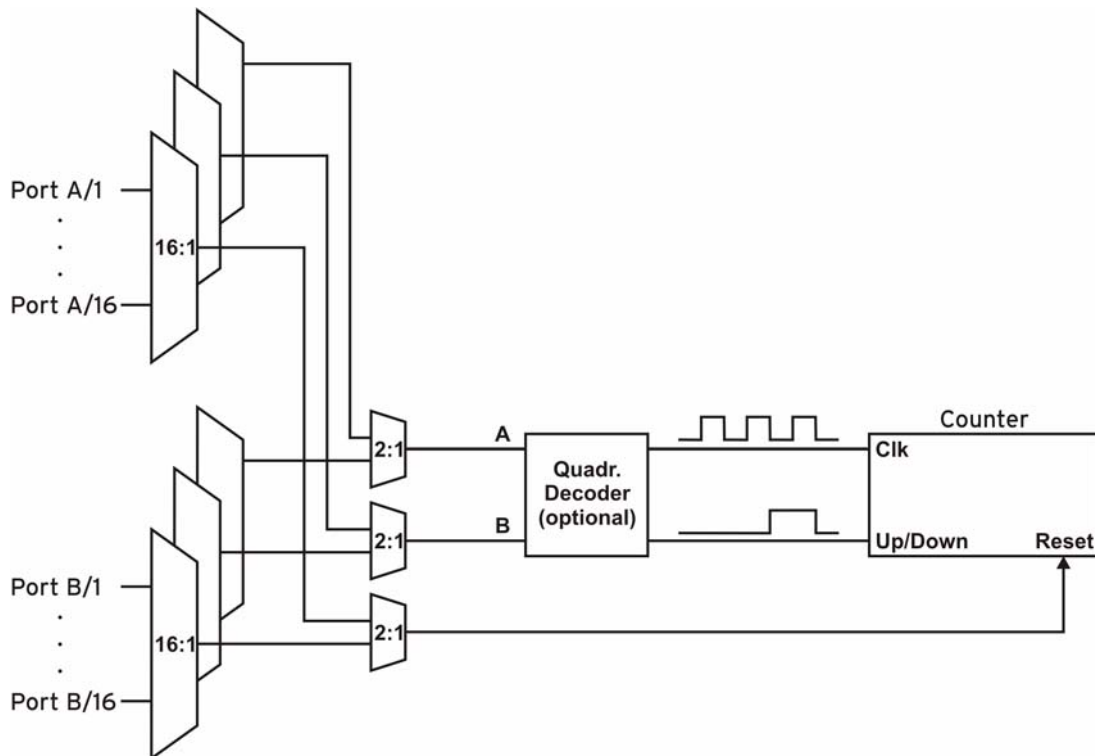 Port A/1
.
.
.
Port A/16
16:1
Port B/1
.
.
.
Port B/16
16:1
2:1
2:1
2:1
A
B
Quadr.
Decoder
(optional)
Counter
Clk
Up/Down
Reset